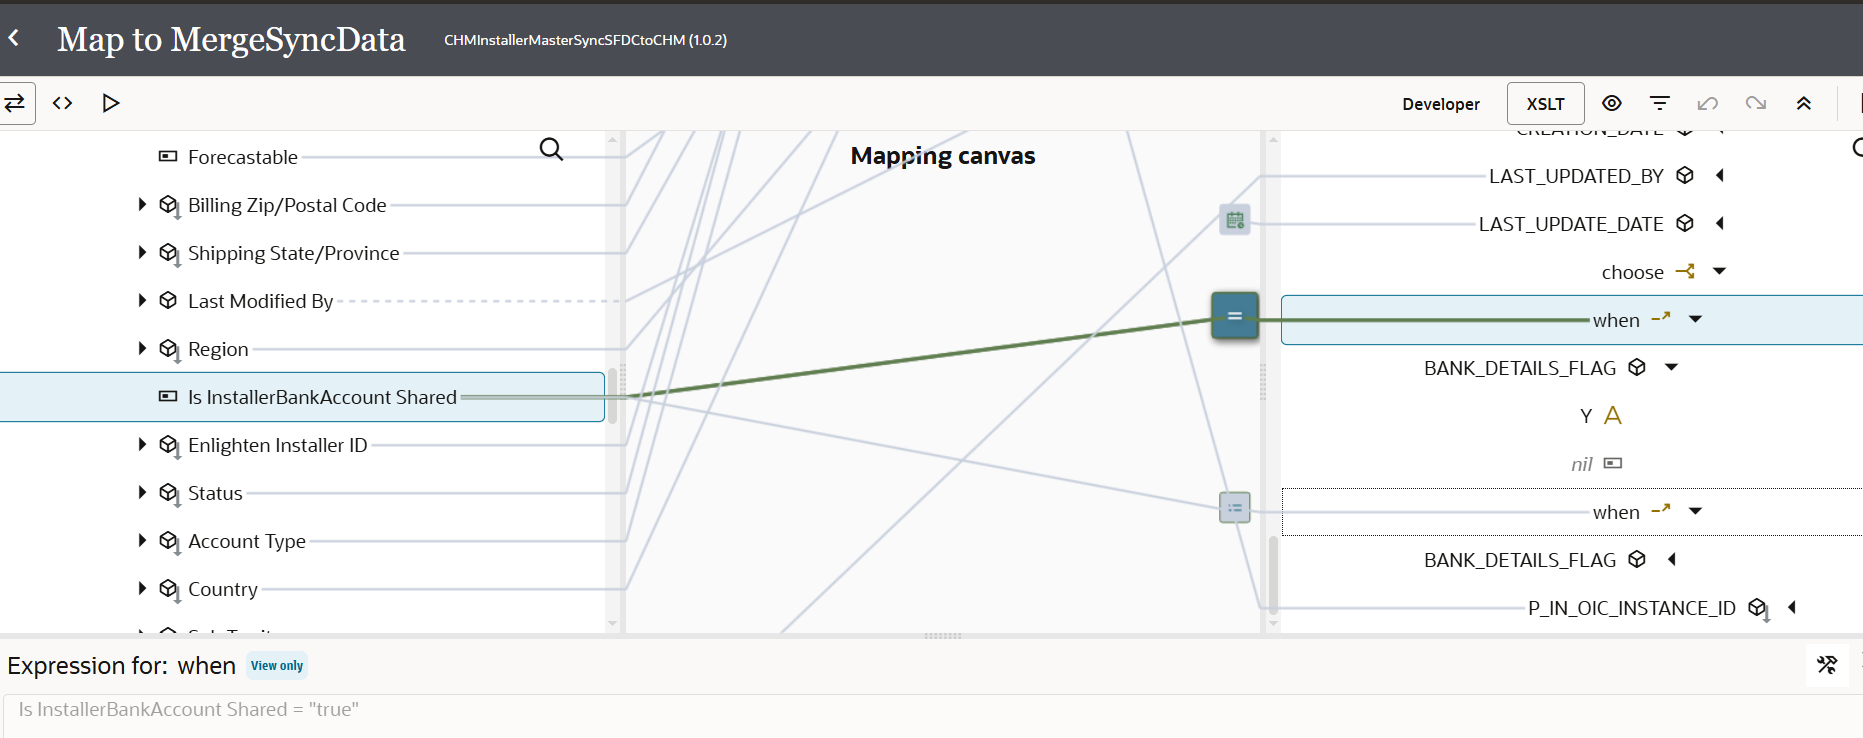 Map to MergeSyncData
CHMInstallerMasterSyncSFDCtoCHM (1.0.2)
Developer
XSLT
Forecastable
Billing Zip/Postal Code
Shipping State/Province
Last Modified By
Region
Is InstallerBankAccount Shared
Enlighten Installer ID
Status
Account Type
Country
Mapping canvas
CREATION_DATE
LAST_UPDATED_BY
LAST_UPDATE_DATE
choose
when
BANK_DETAILS_FLAG
Y
nil
when
BANK_DETAILS_FLAG
P_IN_OIC_INSTANCE_ID
Expression for: when
View only
Is InstallerBankAccount Shared = "true"